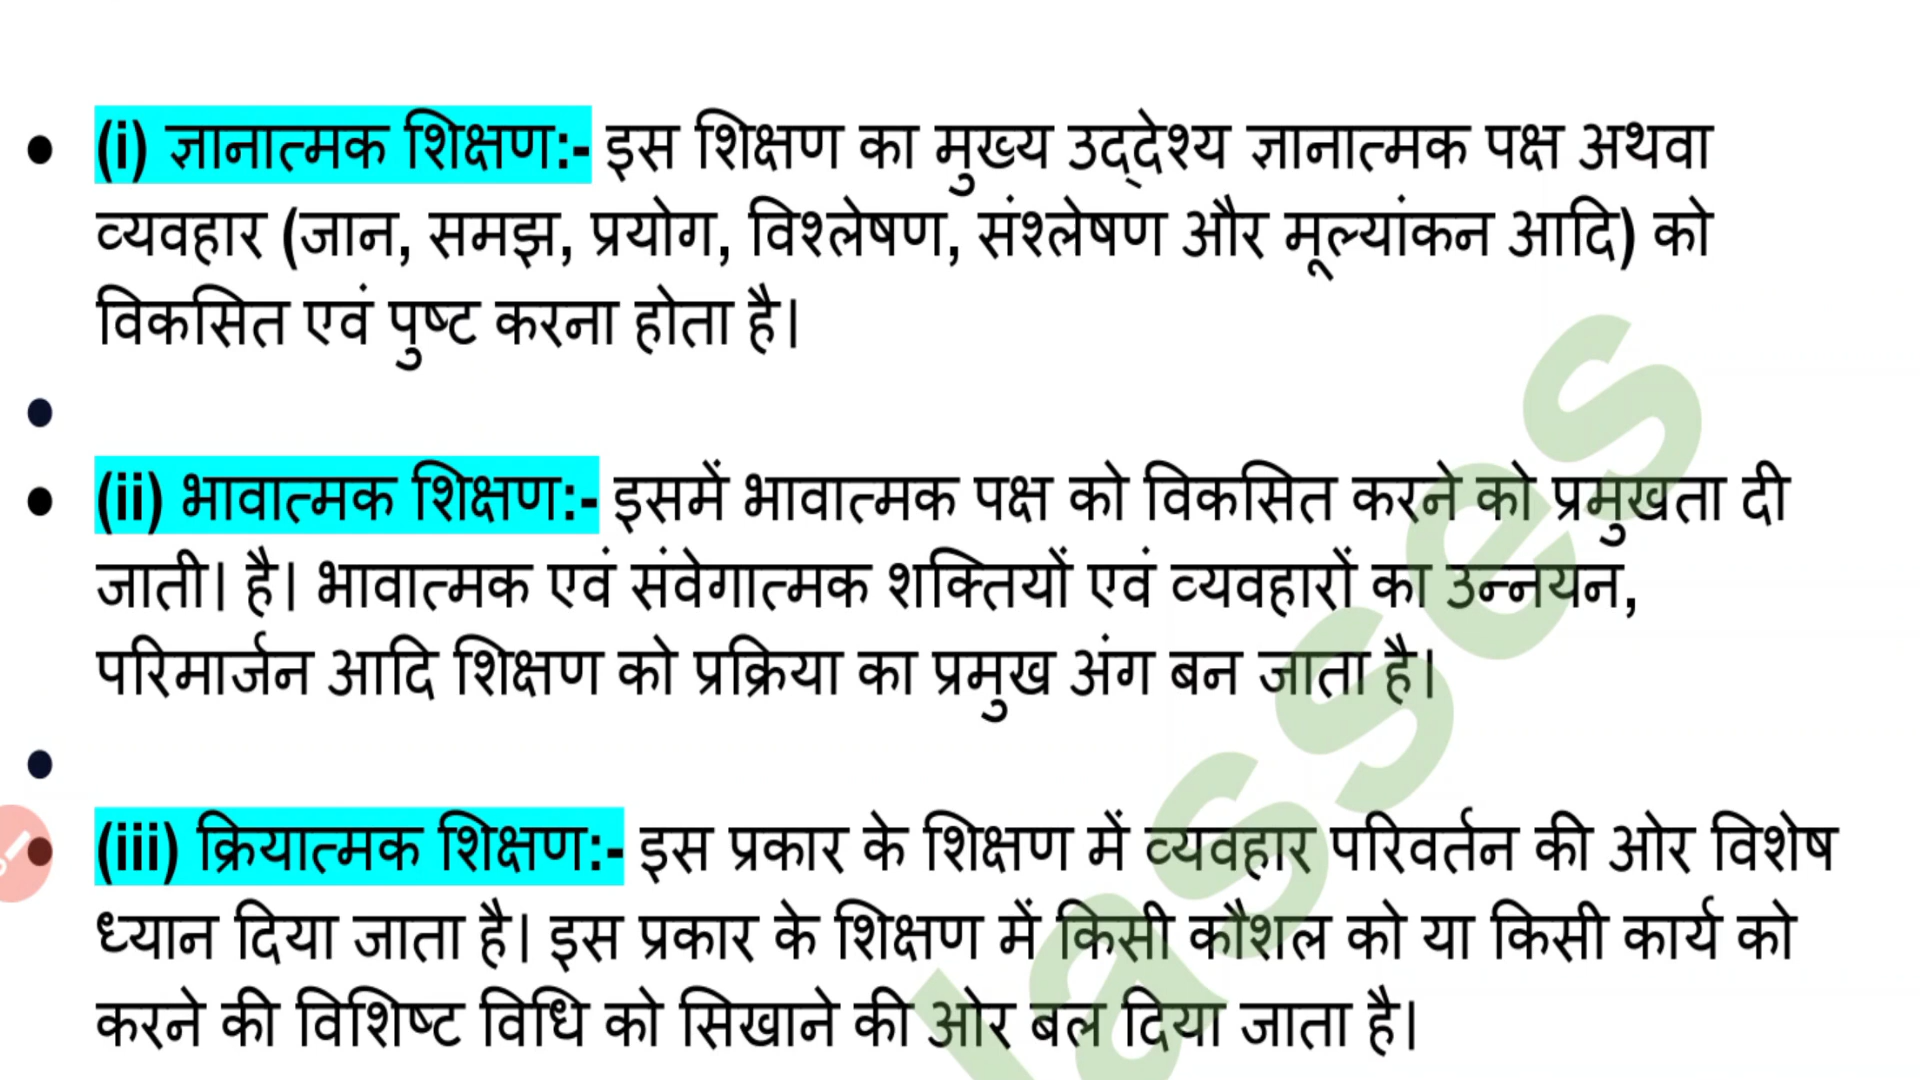 • (i) ज्ञानात्मक शिक्षण:- इस शिक्षण का मुख्य उद्देश्य ज्ञानात्मक पक्ष अथवा
व्यवहार (जान, समझ, प्रयोग, विश्लेषण, संश्लेषण और मूल्यांकन आदि) को
विकसित एवं पुष्ट करना होता है।
•
• (ii) भावात्मक शिक्षण:- इसमें भावात्मक पक्ष को विकसित करने को प्रमुखता दी
जाती। है। भावात्मक एवं संवेगात्मक शक्तियों एवं व्यवहारों का उन्नयन,
परिमार्जन आदि शिक्षण को प्रक्रिया का प्रमुख अंग बन जाता है।
•
• (iii) क्रियात्मक शिक्षण:- इस प्रकार के शिक्षण में व्यवहार परिवर्तन की ओर विशेष
ध्यान दिया जाता है। इस प्रकार के शिक्षण में किसी कौशल को या किसी कार्य को
करने की विशिष्ट विधि को सिखाने की ओर बल दिया जाता है।
lasses